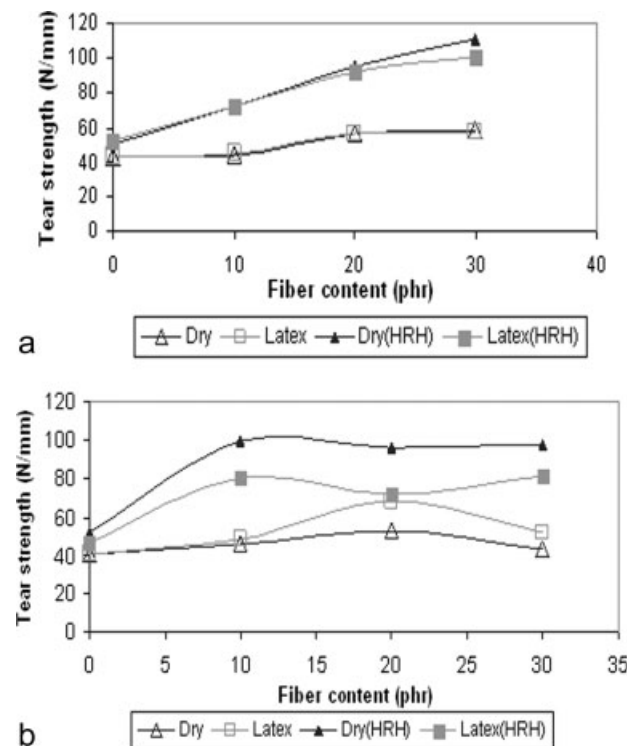 Tear strength (N/mm)
120
100
80
60
40
20
0
0 10 20 30 40
Fiber content (phr)
Dry Latex Dry(HRH) Latex(HRH)
a
Tear strength (N/mm)
120
100
80
60
40
20
0
0 5 10 15 20 25 30 35
Fiber content (phr)
Dry Latex Dry(HRH) Latex(HRH)
b